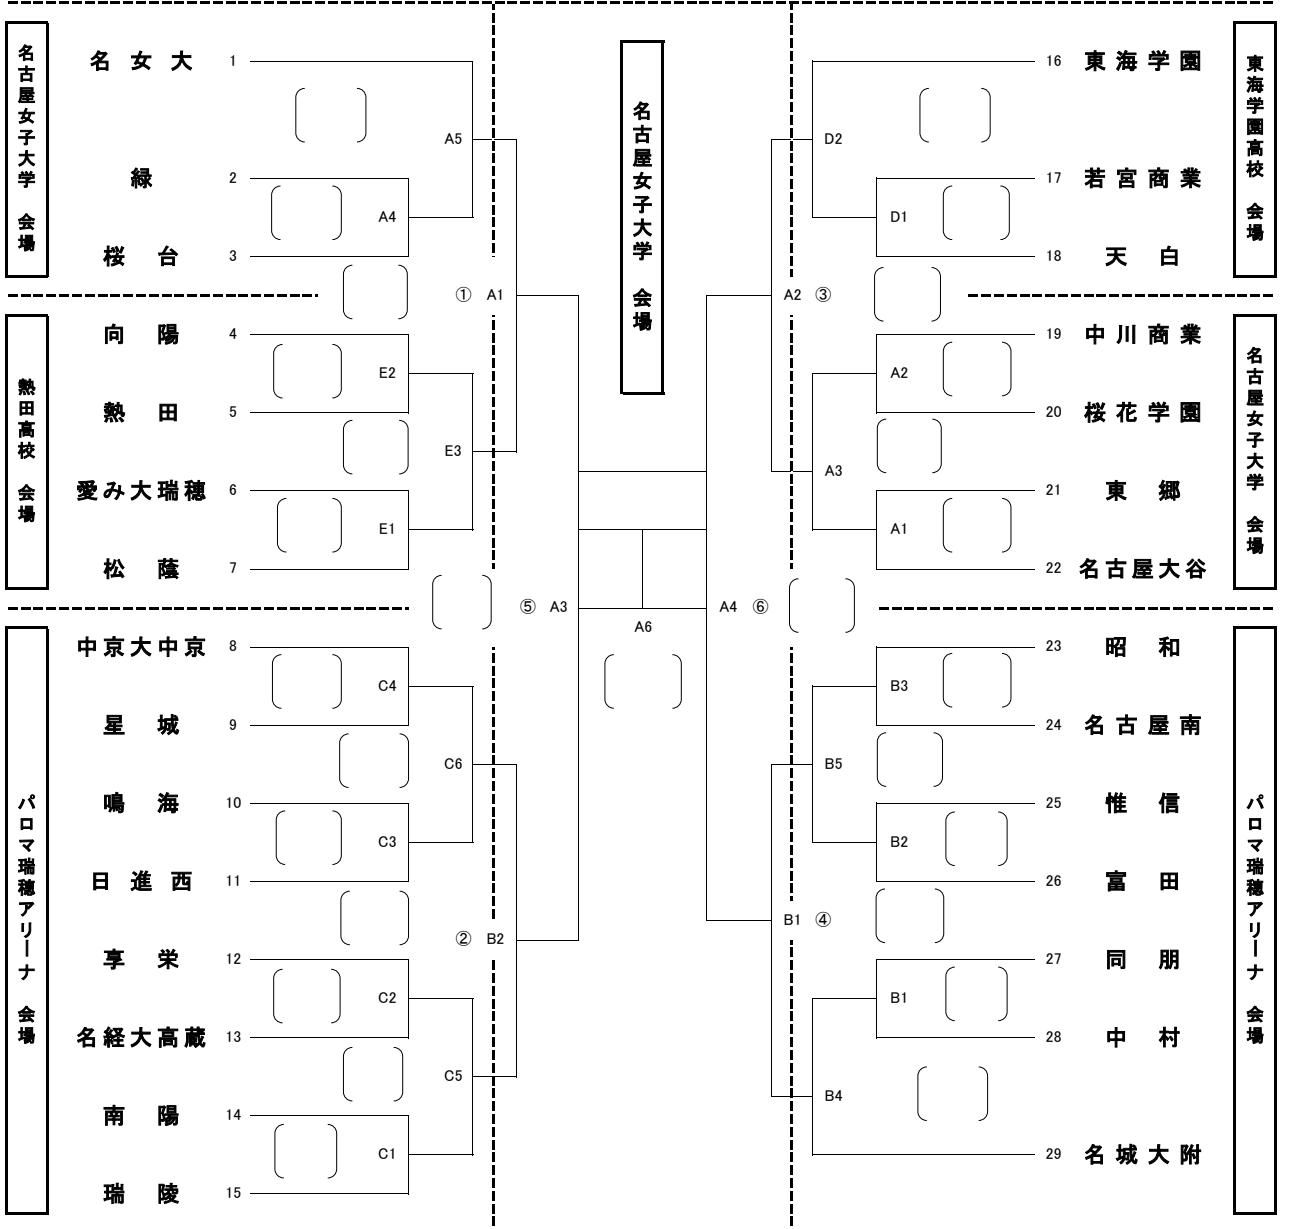 名古屋女子大学 会場
名女大 1
A5
緑 2
A4
桜台 3
① A1
熱田高校 会場
向陽 4
E2
熱田 5
E3
愛み大瑞穂 6
E1
松蔭 7
⑤ A3
パロマ瑞穂アリーナ 会場
中京大中京 8
C4
星城 9
C6
鳴海 10
C3
日進西 11
② B2
享栄 12
C2
名経大高蔵 13
C5
南陽 14
C1
瑞陵 15
名古屋女子大学 会場
A6
16 東海学園
東海学園高校 会場
D2
17 若宮商業
D1
18 天白
A2 ③
19 中川商業
名古屋女子大学 会場
A2
20 桜花学園
A3
21 東郷
A1
22 名古屋大谷
A4 ⑥
23 昭和
パロマ瑞穂アリーナ 会場
B3
24 名古屋南
B5
25 惟信
B2
26 富田
B1 ④
27 同朋
B1
28 中村
B4
29 名城大附